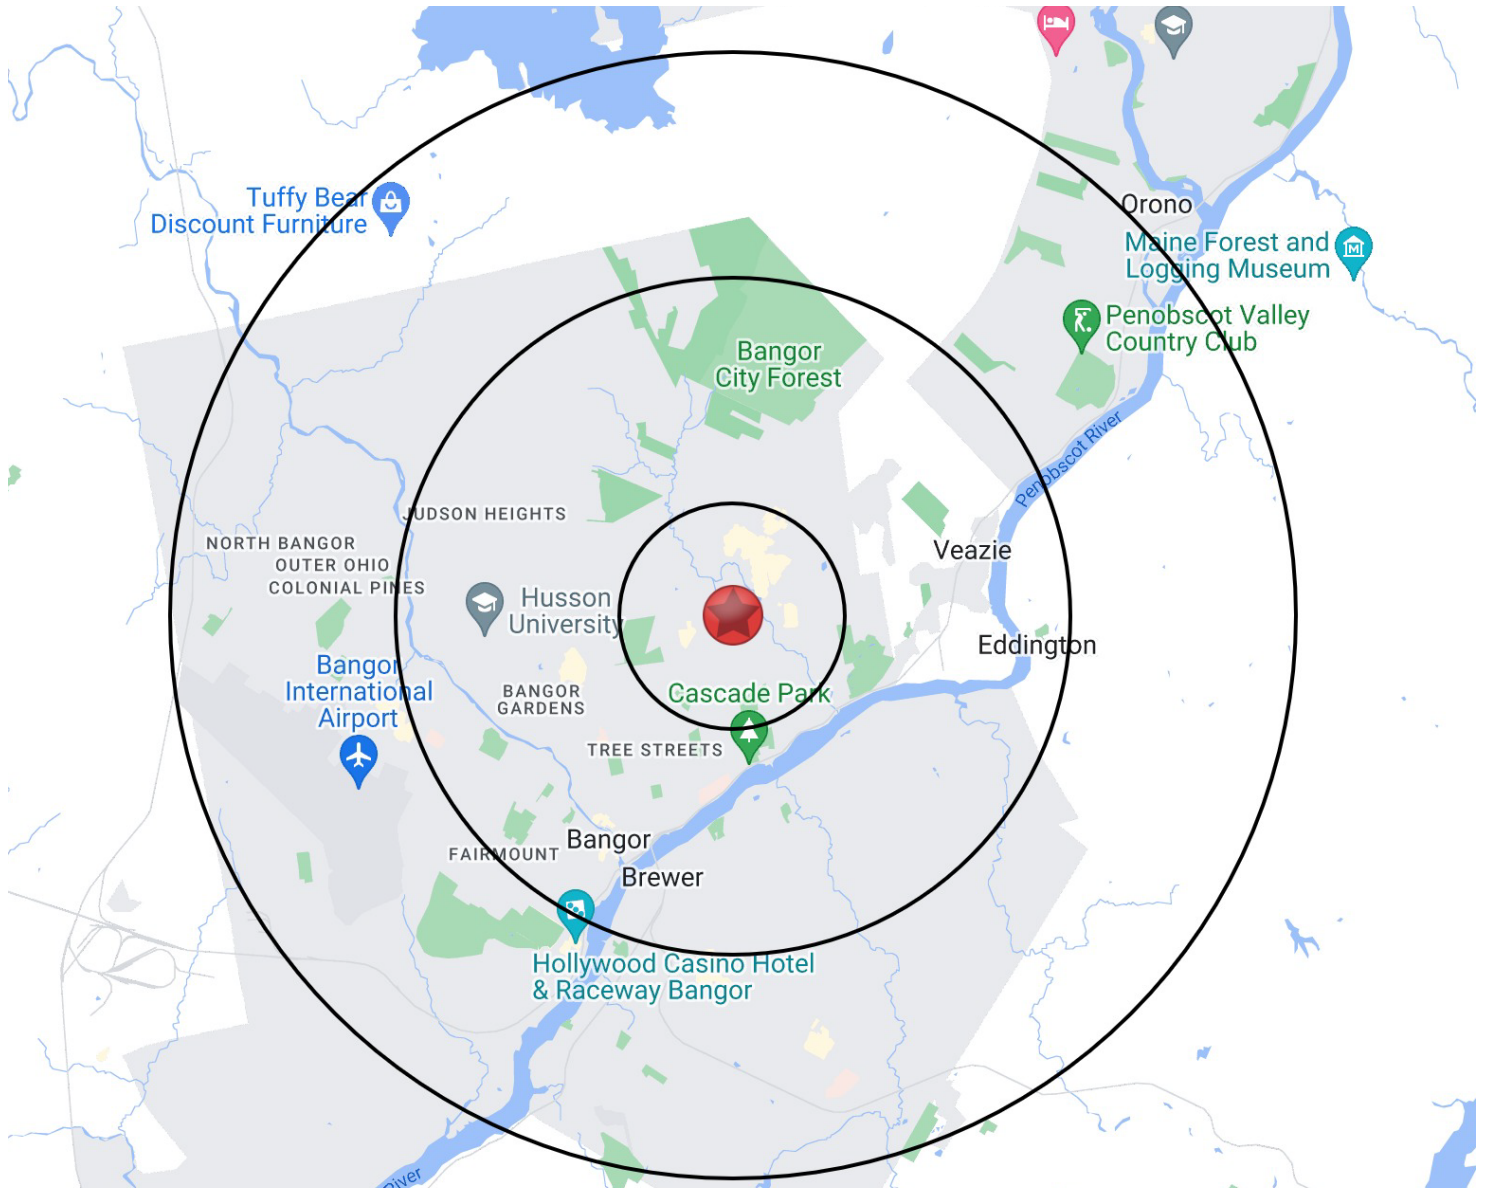 Orono
Tuffy Bear
Discount Furniture
Maine Forest and
Logging Museum
Penobscot Valley
Country Club
Bangor
City Forest
Penobscot River
JUDSON HEIGHTS
NORTH BANGOR
OUTER OHIO
COLONIAL PINES
Veazie
Husson
University
Eddington
Bangor
International
Airport
BANGOR
GARDENS
Cascade Park
TREE STREETS
Bangor
FAIRMOUNT
Brewer
Hollywood Casino Hotel
& Raceway Bangor
River